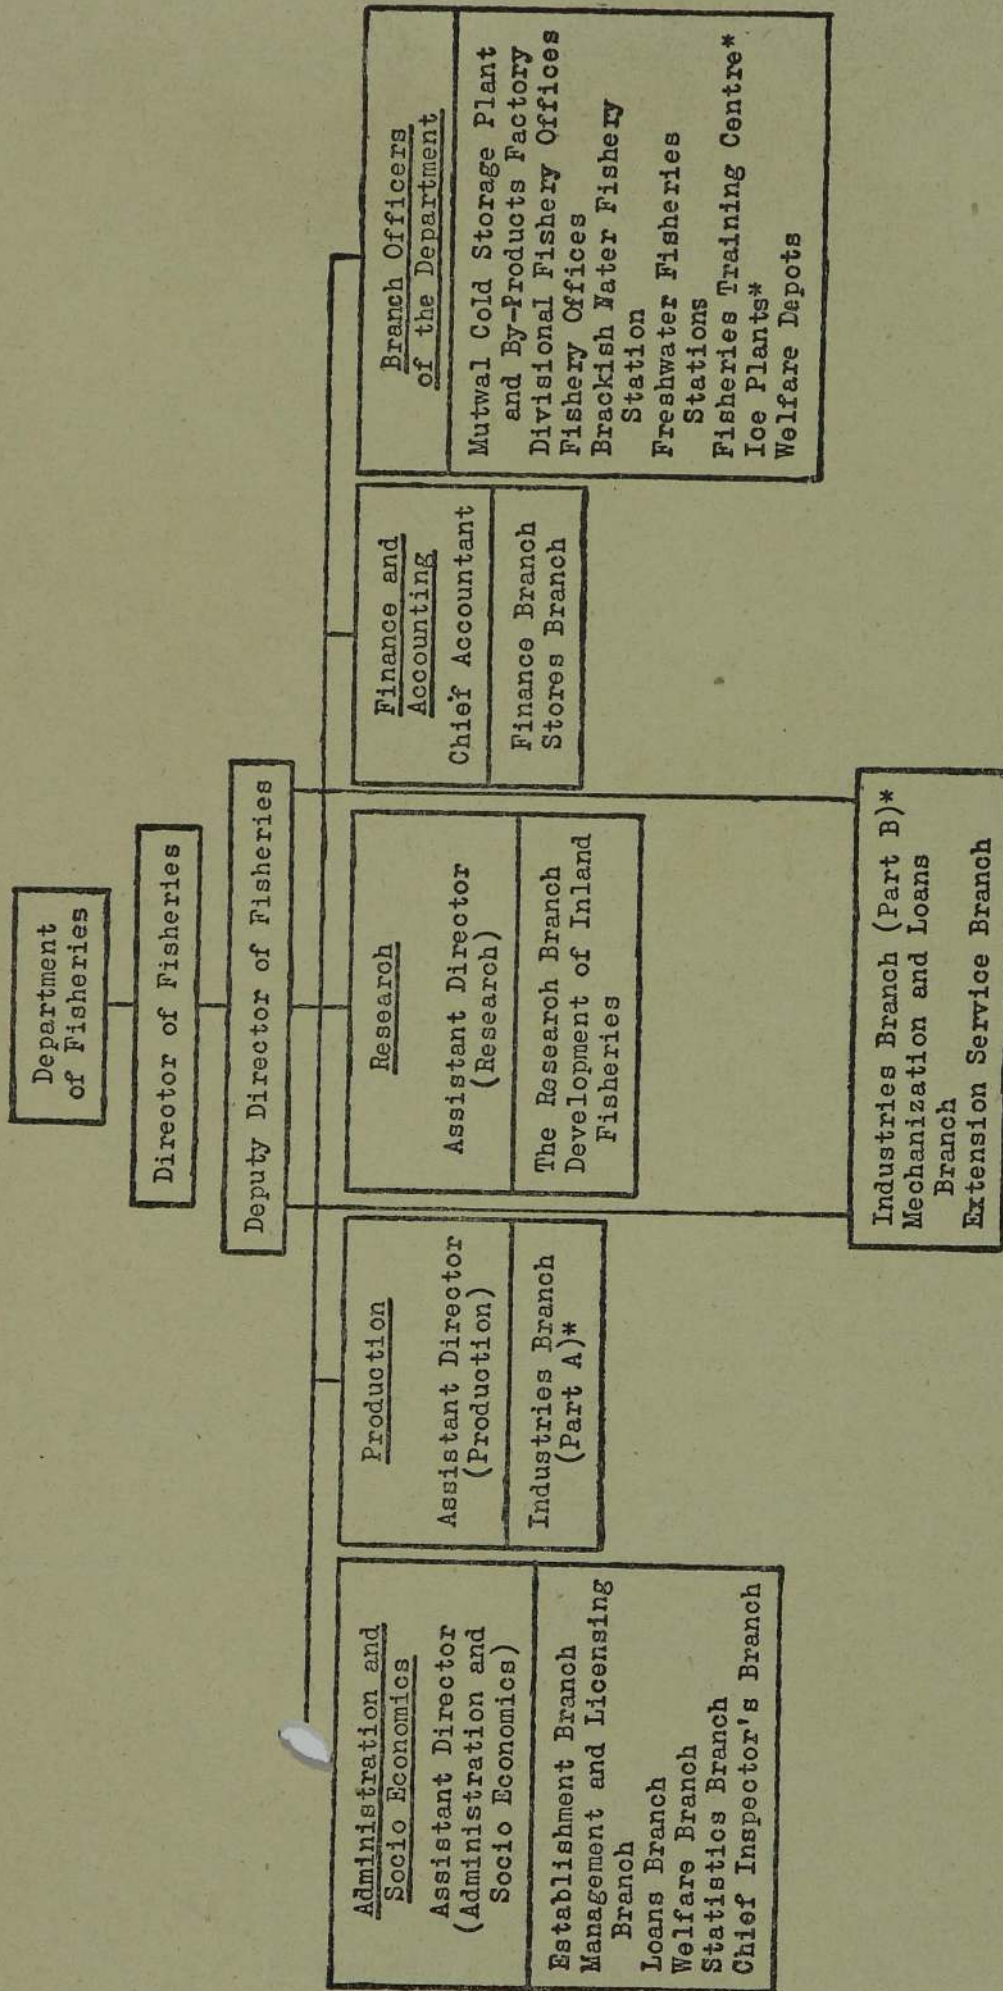 Department
of Fisheries
Director of Fisheries
Deputy Director of Fisheries
Administration and
Socio Economics
Assistant Director
(Administration and
Socio Economics)
Establishment Branch
Management and Licensing
Branch
Loans Branch
Welfare Branch
Statistics Branch
Chief Inspector's Branch
Production
Assistant Director
(Production)
Industries Branch
(Part A)*
Research
Assistant Director
(Research)
The Research Branch
Development of Inland
Fisheries
Finance and
Accounting
Chief Accountant
Finance Branch
Stores Branch
Branch Officers
of the Department
Mutwal Cold Storage Plant
and By-Products Factory
Divisional Fishery Offices
Fishery Offices
Brackish Water Fishery
Station
Freshwater Fisheries
Stations
Fisheries Training Centre*
Ice Plants*
Welfare Depots
Industries Branch (Part B)*
Mechanization and Loans
Branch
Extension Service Branch